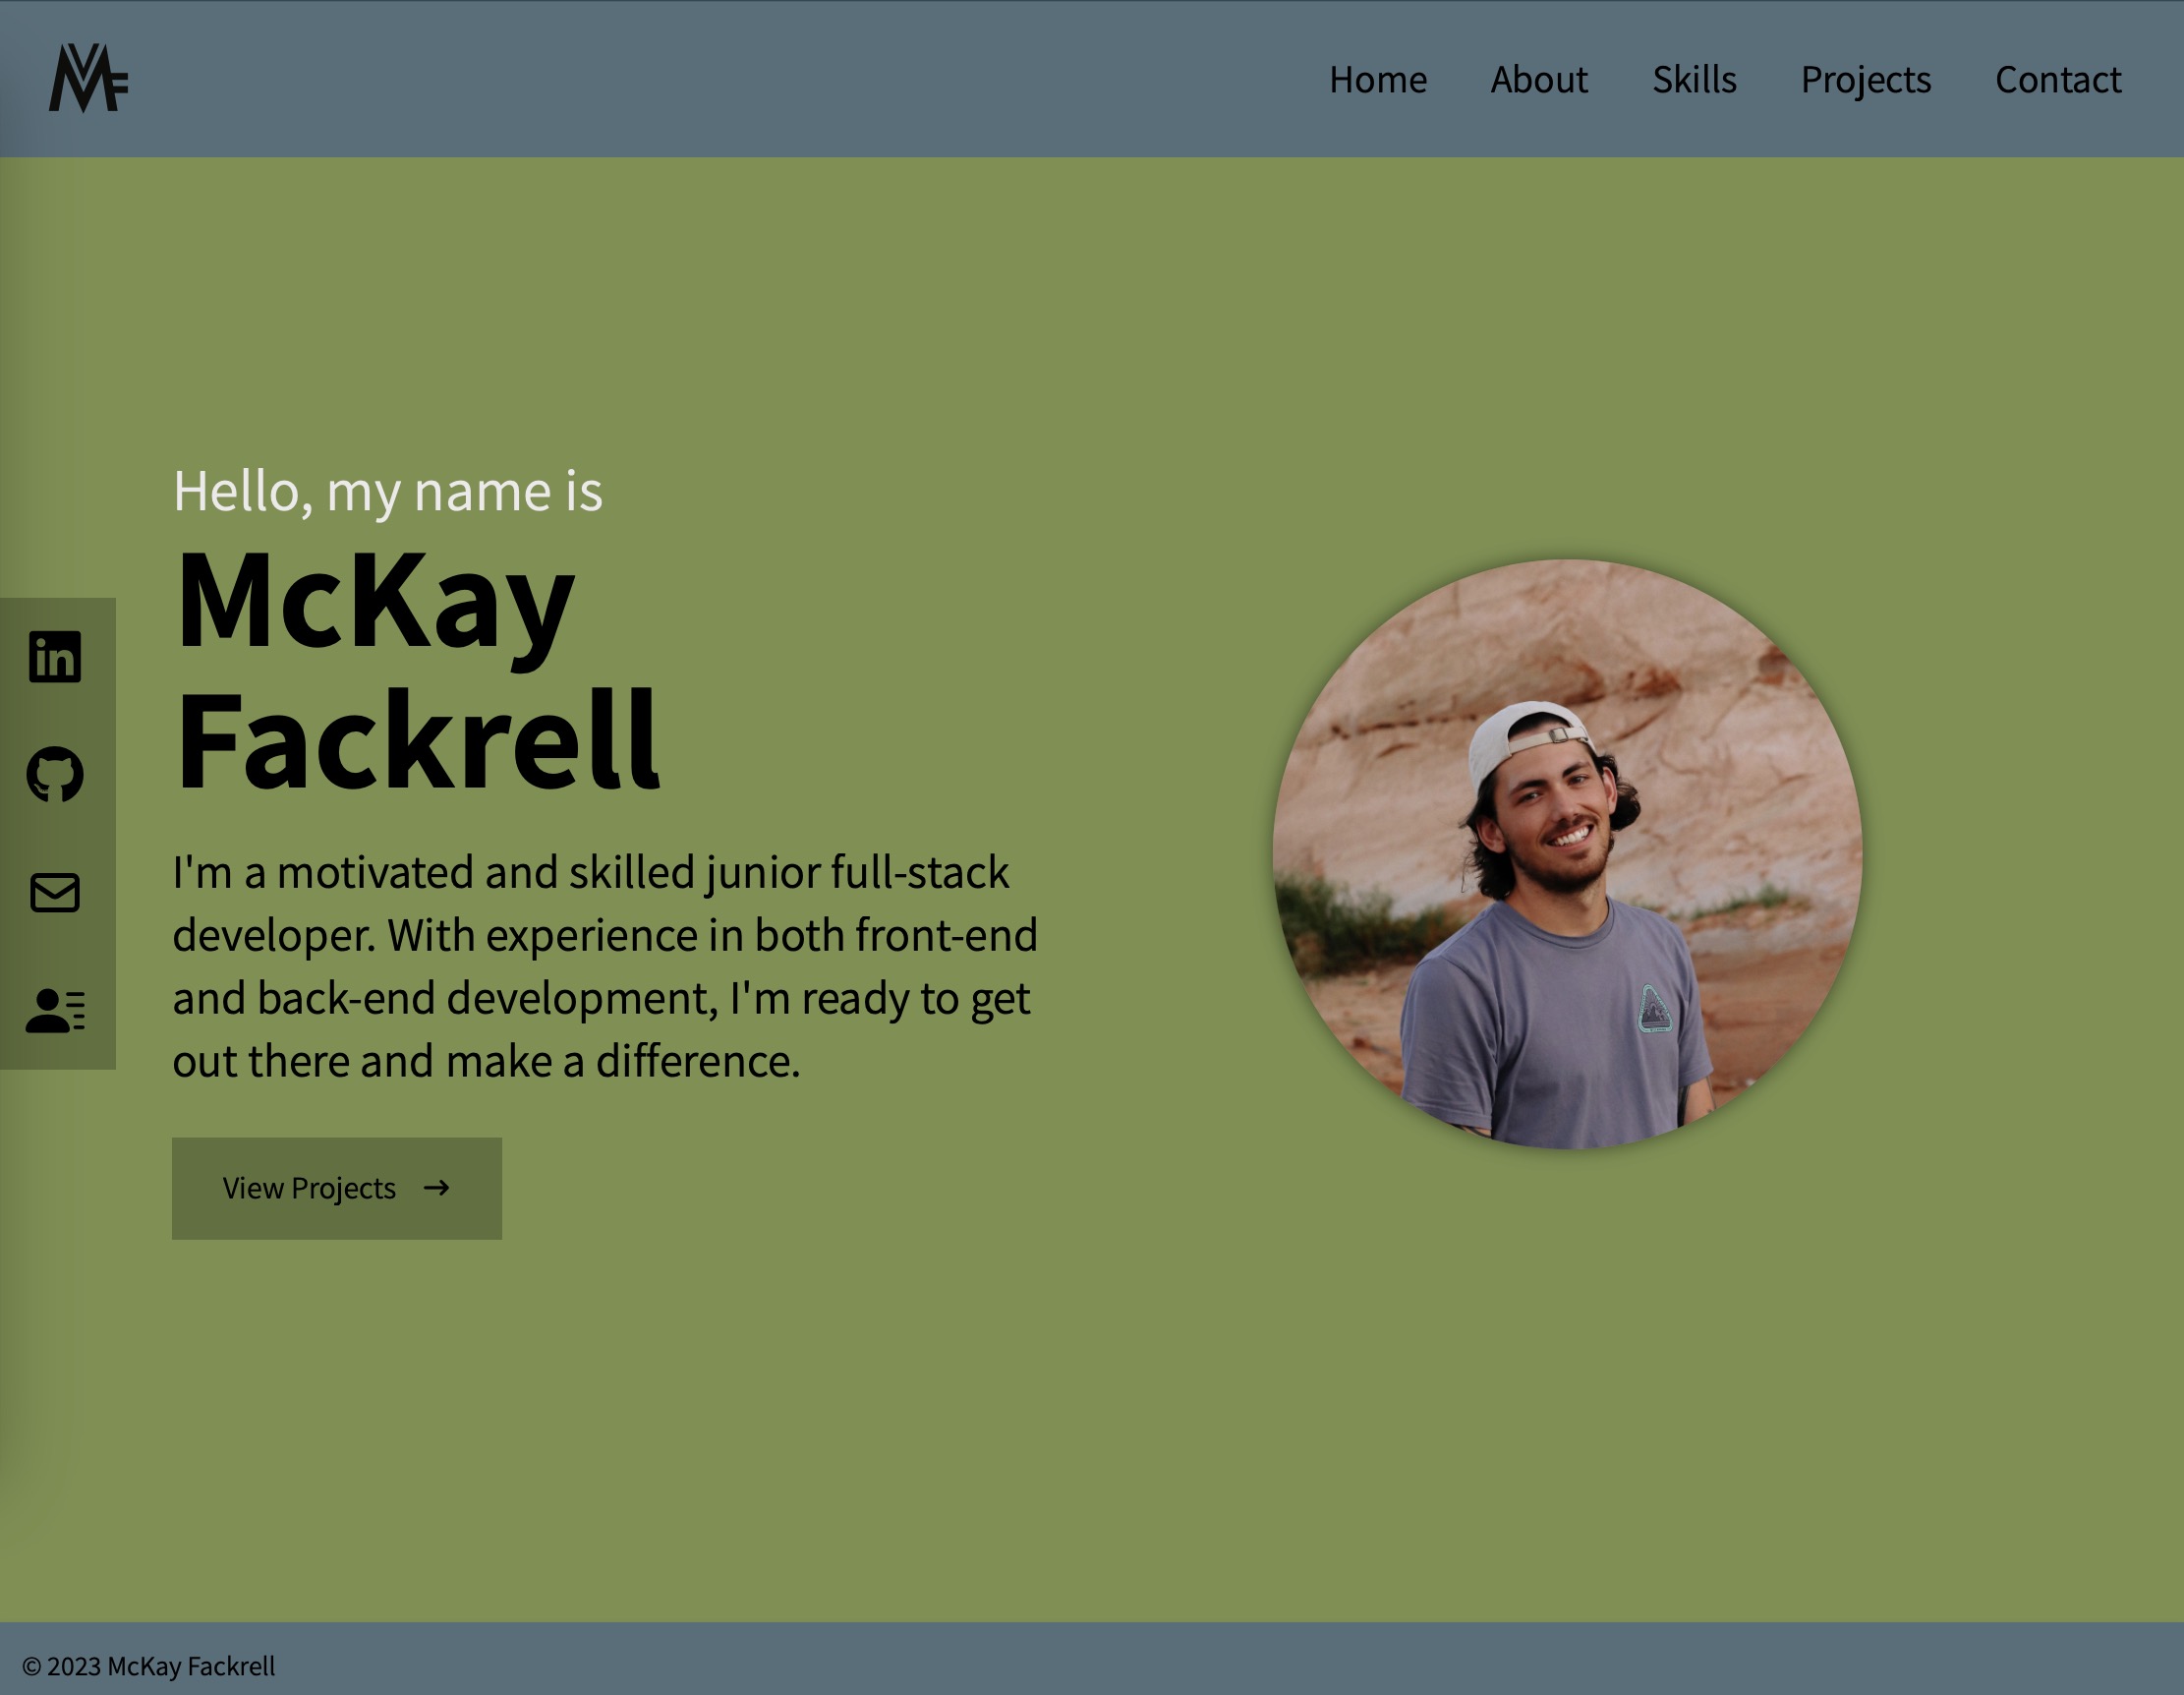 MF
Home About Skills Projects Contact
Hello, my name is
McKay
Fackrell
in
I'm a motivated and skilled junior full-stack
developer. With experience in both front-end
and back-end development, I'm ready to get
out there and make a difference.
View Projects →
© 2023 McKay Fackrell